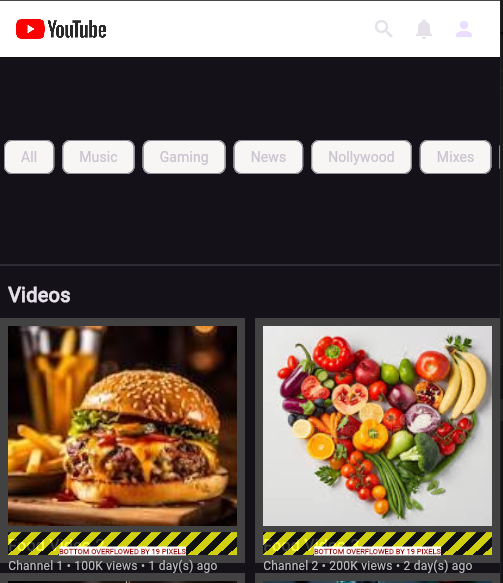 YouTube
All Music Gaming News Nollywood Mixes
Videos
BOTTOM OVERFLOWED BY 19 PIXELS BOTTOM OVERFLOWED BY 19 PIXELS
Channel 1 • 100K views • 1 day(s) ago Channel 2 • 200K views • 2 day(s) ago